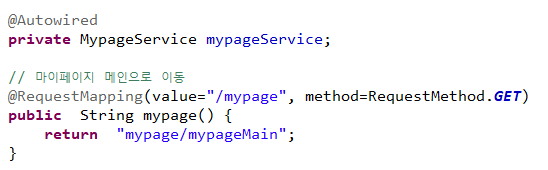 @Autowired
private MypageService mypageService;
// 마이페이지 메인으로 이동
@RequestMapping(value="/mypage", method=RequestMethod.GET)
public  String mypage() {
    return  "mypage/mypageMain";
}